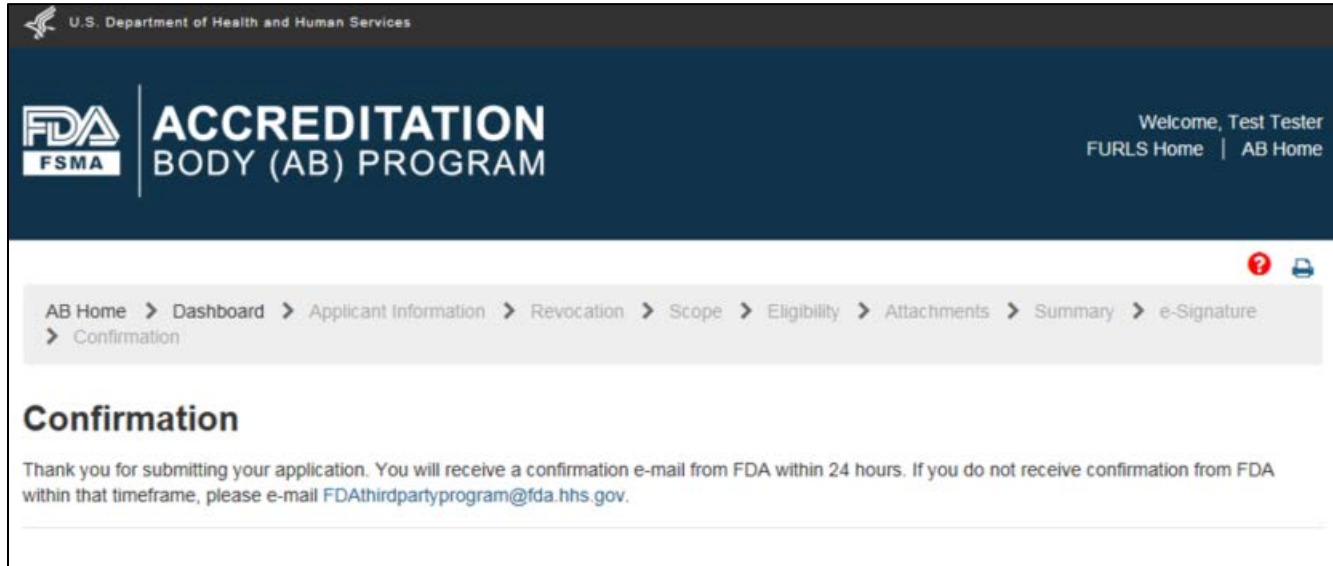 U.S. Department of Health and Human Services
FDA
FSMA
ACCREDITATION
BODY (AB) PROGRAM
Welcome, Test Tester
FURLS Home | AB Home
?
AB Home > Dashboard > Applicant Information > Revocation > Scope > Eligibility > Attachments > Summary > e-Signature
> Confirmation
Confirmation
Thank you for submitting your application. You will receive a confirmation e-mail from FDA within 24 hours. If you do not receive confirmation from FDA
within that timeframe, please e-mail FDAthirdpartyprogram@fda.hhs.gov.